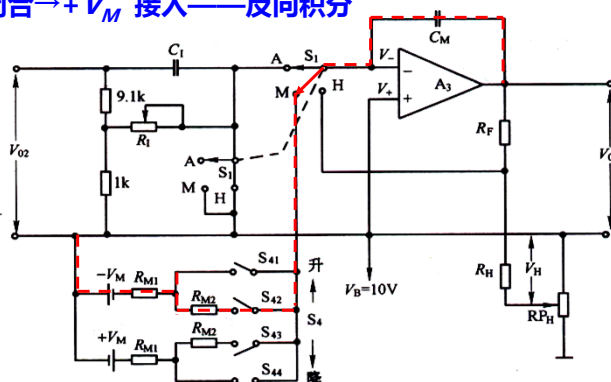 闭合→+ V_M 接入——反向积分
C_I
A
S_1
C_M
V_-
−
A_3
V_+
+
M
H
9.1k
R_I
R_F
V_02
A
S_1
M
H
1k
−V_M
R_M1
R_M2
S_41
S_42
升
S_4
V_B=10V
V_H
R_H
RP_H
+V_M
R_M1
R_M2
S_43
S_44
降